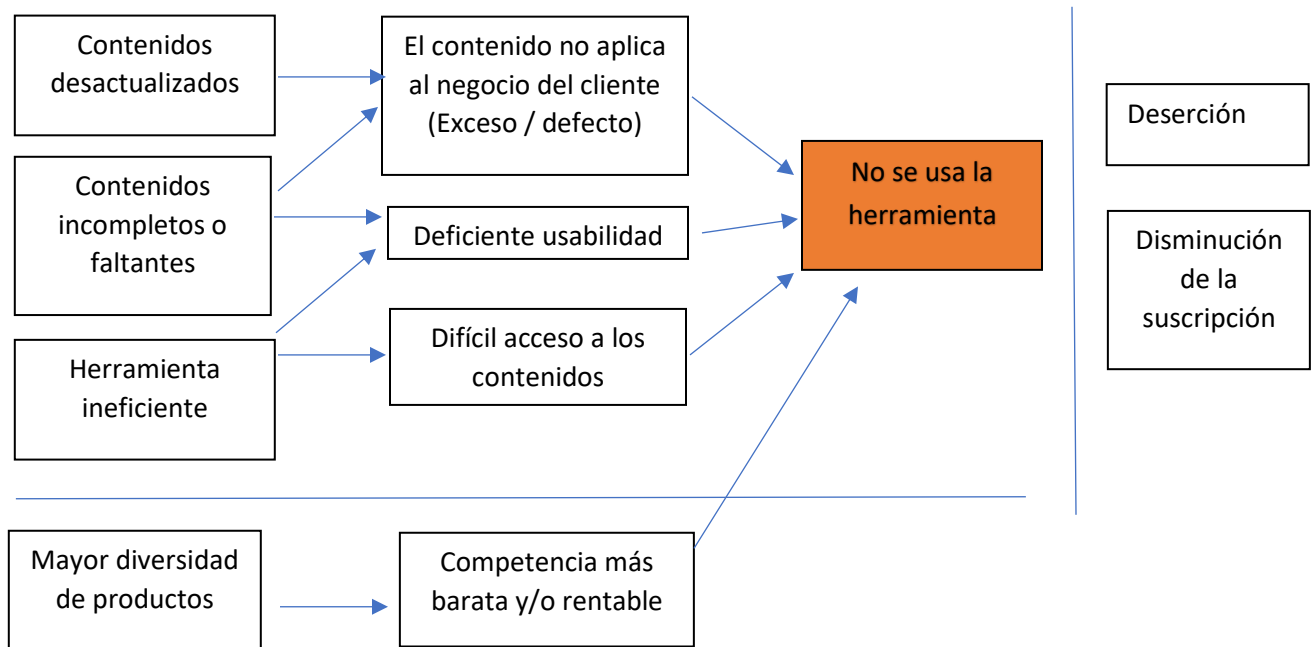 Contenidos
desactualizados
El contenido no aplica
al negocio del cliente
(Exceso / defecto)
Deserción
Contenidos
incompletos o
faltantes
Deficiente usabilidad
No se usa la
herramienta
Disminución
de la
suscripción
Herramienta
ineficiente
Difícil acceso a los
contenidos
Mayor diversidad
de productos
Competencia más
barata y/o rentable